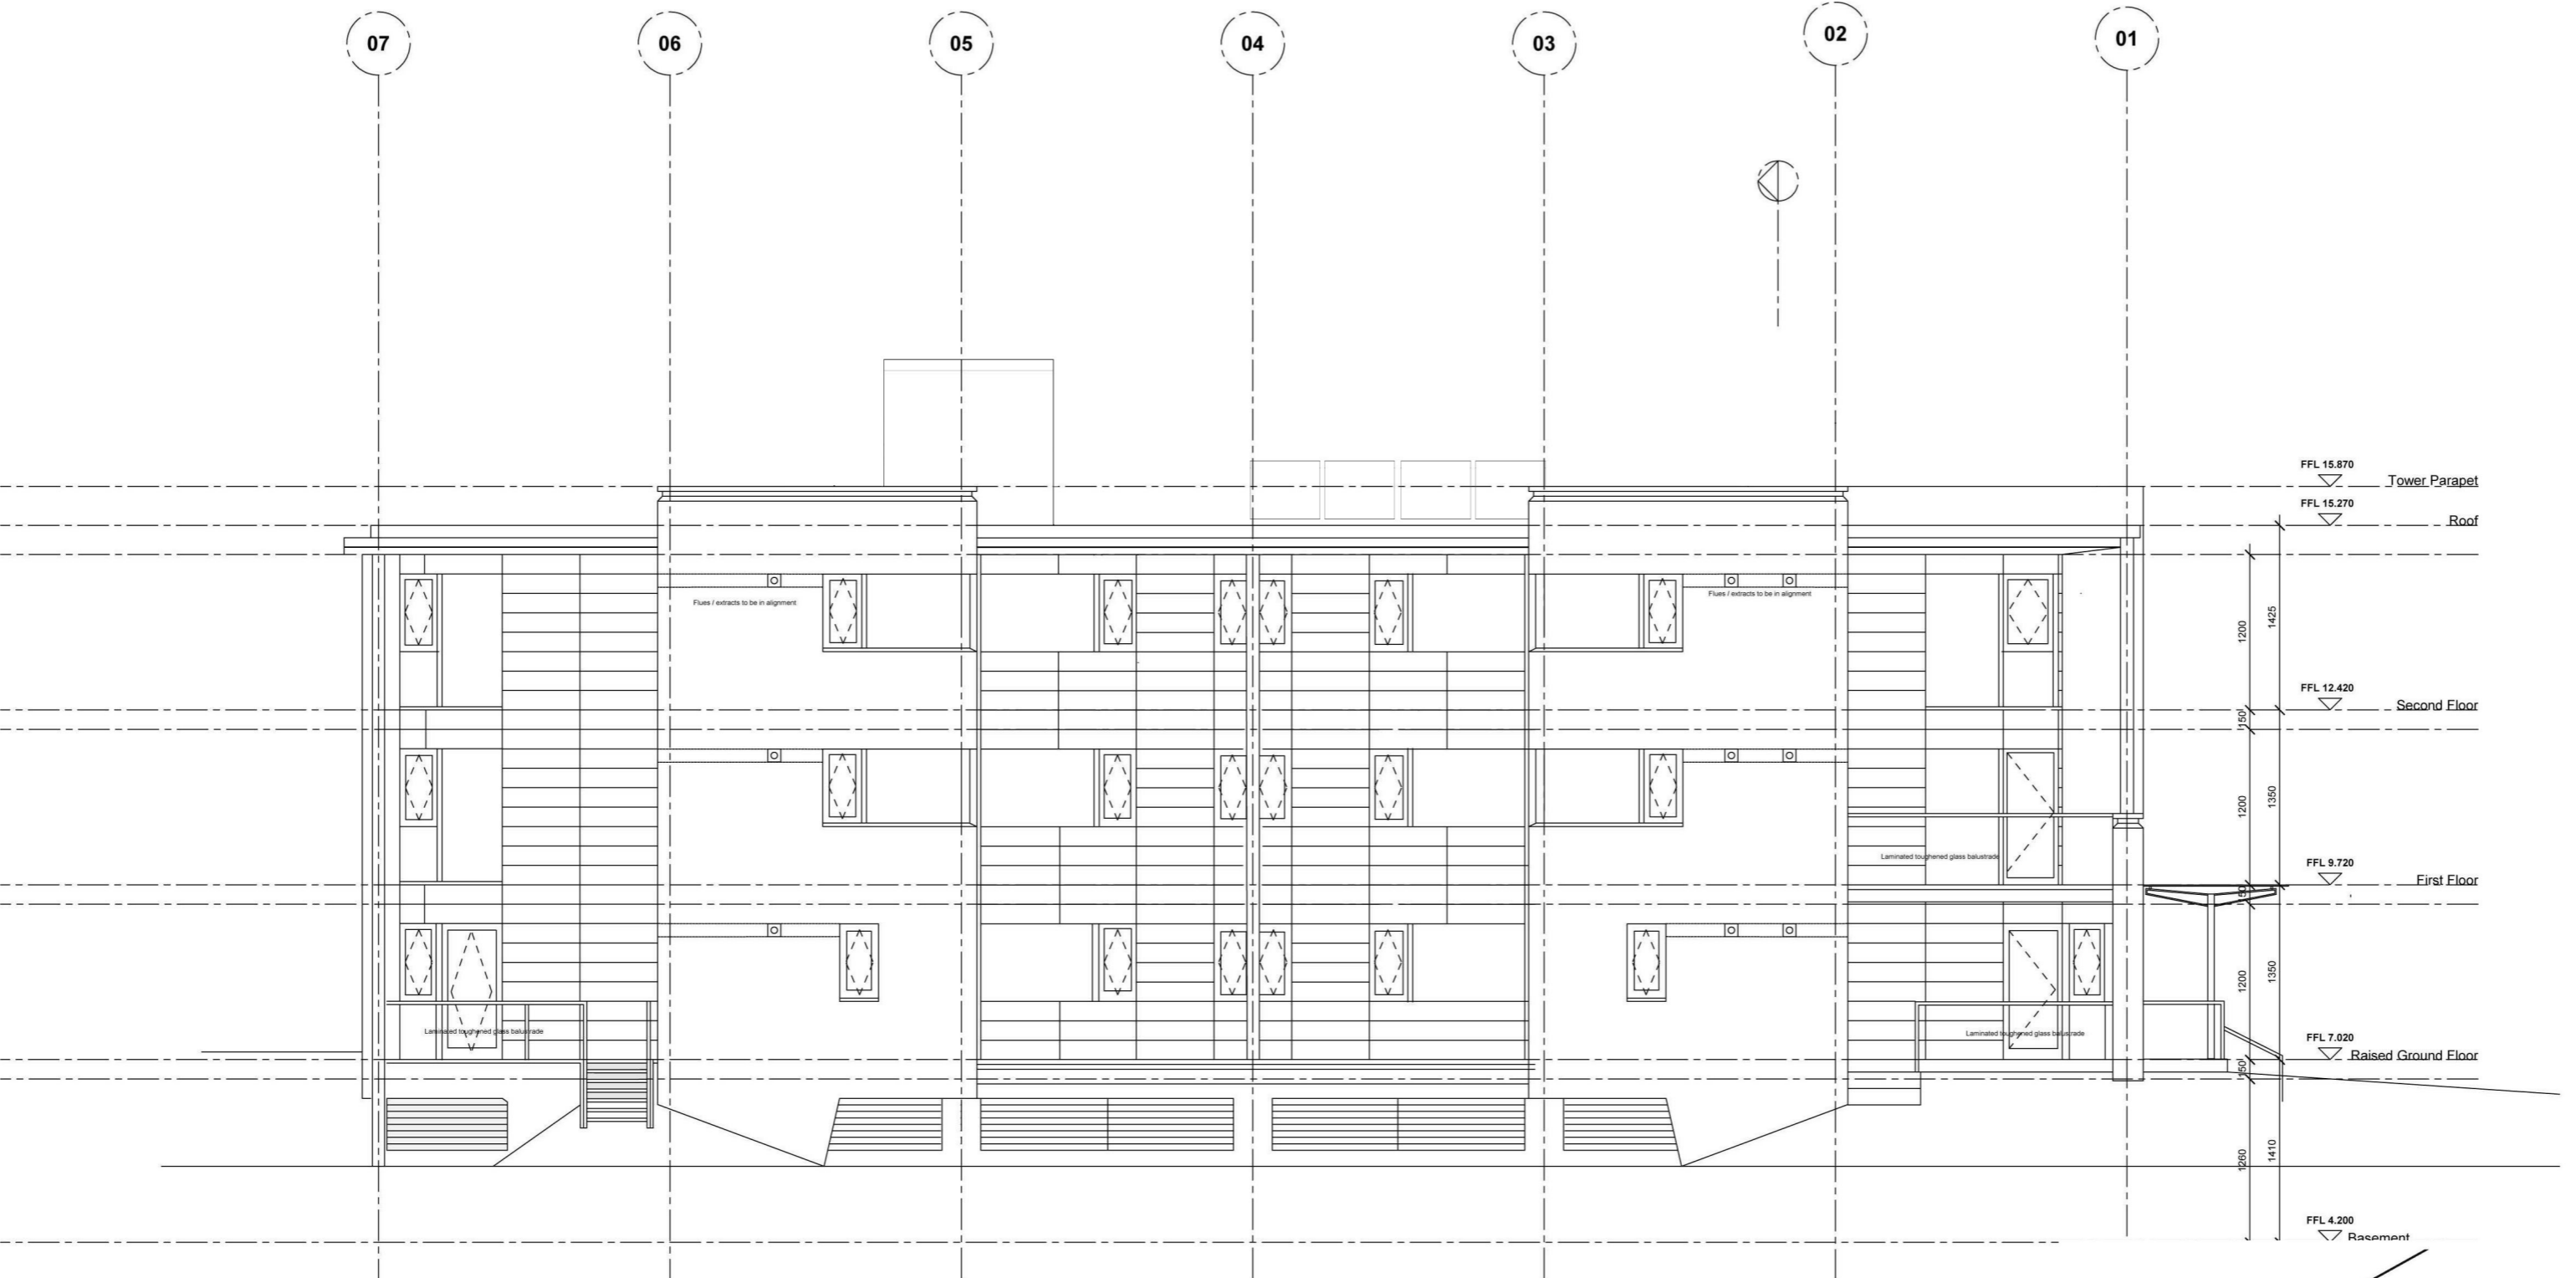 07
06
05
04
03
02
01
FFL 15.870
Tower Parapet
FFL 15.270
Roof
Flues / extracts to be in alignment
Flues / extracts to be in alignment
1200
1425
FFL 12.420
Second Floor
150
1200
1350
Laminated toughened glass balustrade
FFL 9.720
First Floor
150
1200
1350
Laminated toughened glass balustrade
Laminated toughened glass balustrade
FFL 7.020
Raised Ground Floor
150
1260
1410
FFL 4.200
Basement